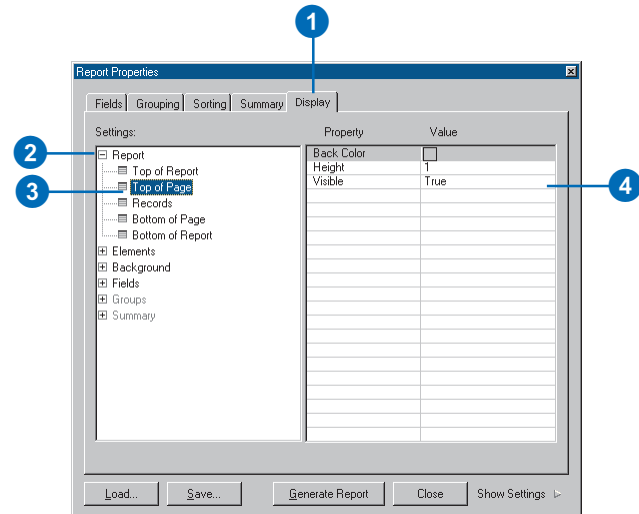 1
Report Properties
Fields Grouping Sorting Summary Display
Settings:
Property Value
2
Report
Back Color
Top of Report
Height 1
3
Top of Page
Visible True
4
Records
Bottom of Page
Bottom of Report
Elements
Background
Fields
Groups
Summary
Load... Save... Generate Report Close Show Settings